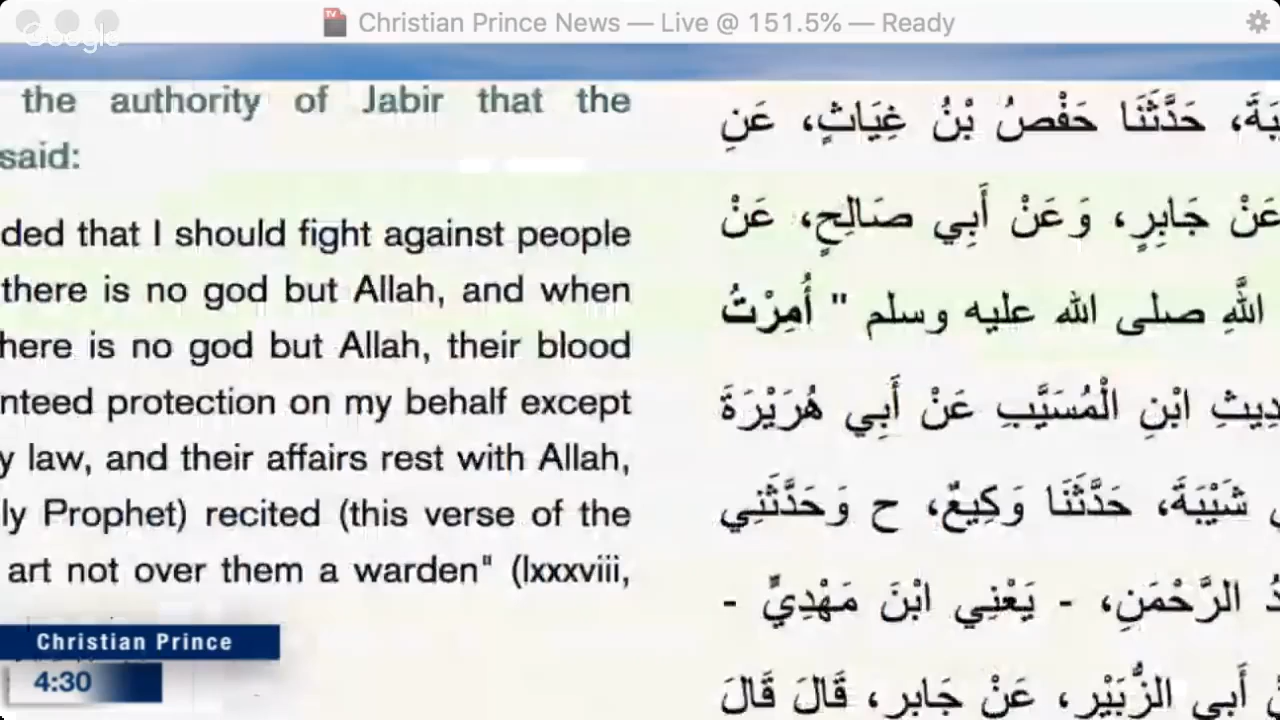 Christian Prince News — Live @ 151.5% — Ready
Google
the authority of Jabir that the
said:
ded that I should fight against people
there is no god but Allah, and when
here is no god but Allah, their blood
nteed protection on my behalf except
y law, and their affairs rest with Allah,
ly Prophet) recited (this verse of the
art not over them a warden" (lxxxviii,
بَةَ، حَدَّثَنَا حَفْصُ بْنُ غِيَاثٍ، عَنِ
عَنْ جَابِرٍ، وَعَنْ أَبِي صَالِحٍ، عَنْ
اللَّهِ صلى الله عليه وسلم " أُمِرْتُ
دِيثِ ابْنِ الْمُسَيَّبِ عَنْ أَبِي هُرَيْرَةَ
شَيْبَةَ، حَدَّثَنَا وَكِيعٌ، ح وَحَدَّثَنِي
الرَّحْمَنِ، - يَعْنِي ابْنَ مَهْدِيٍّ -
أَبِي الزُّبَيْرِ، عَنْ جَابِرٍ، قَالَ قَالَ
Christian Prince
4:30